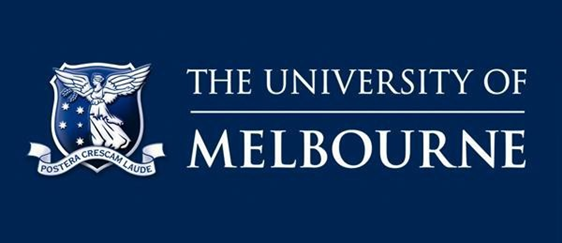 THE UNIVERSITY OF
MELBOURNE
POSTERA CRESCAM LAUDE